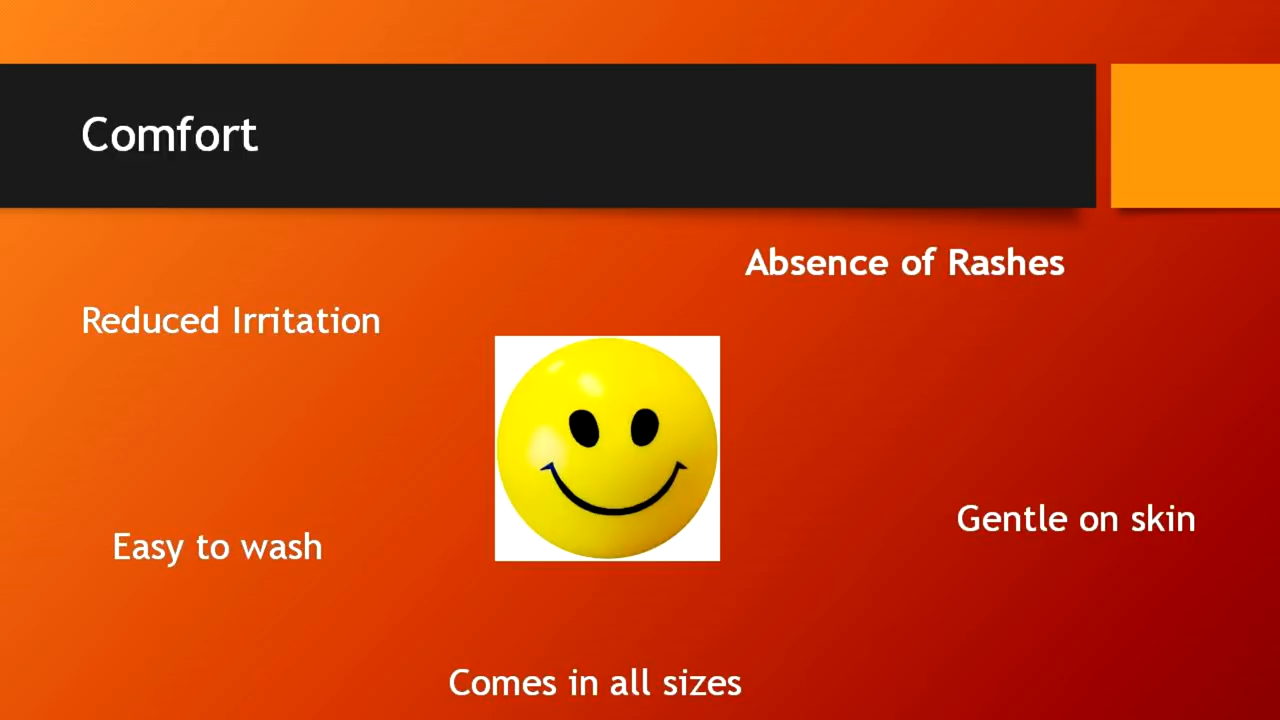 Comfort
Absence of Rashes
Reduced Irritation
Gentle on skin
Easy to wash
Comes in all sizes